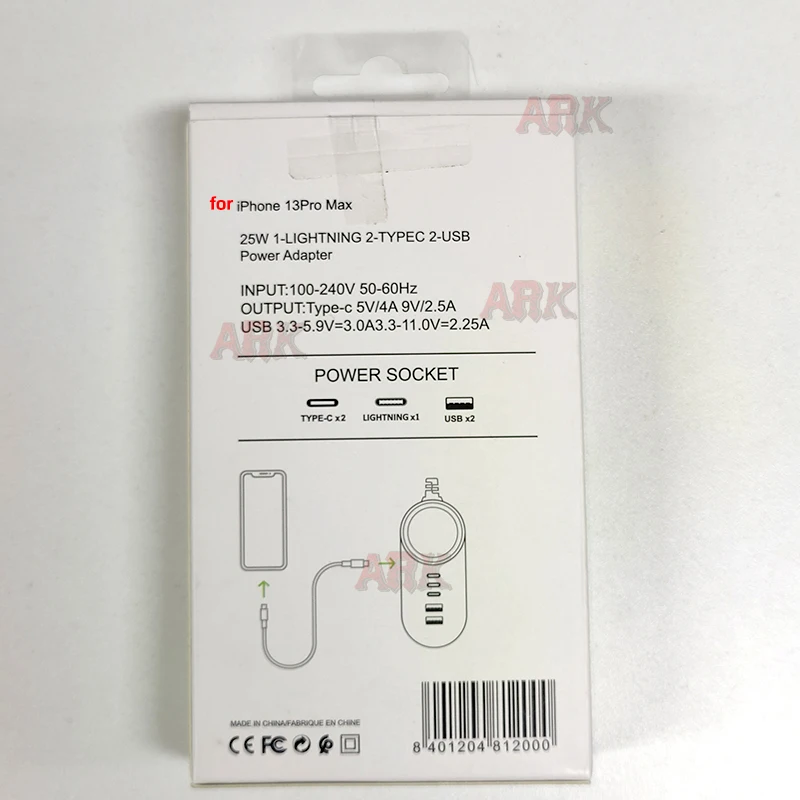 ARK
for iPhone 13Pro Max
25W 1-LIGHTNING 2-TYPEC 2-USB
Power Adapter
INPUT:100-240V 50-60Hz
ARK
OUTPUT:Type-c 5V/4A 9V/2.5A
USB 3.3-5.9V=3.0A3.3-11.0V=2.25A
ARK
POWER SOCKET
TYPE-C x2 LIGHTNING x1 USB x2
ARK
MADE IN CHINA/FABRIQUE EN CHINE
CE FC
8 401204 812000